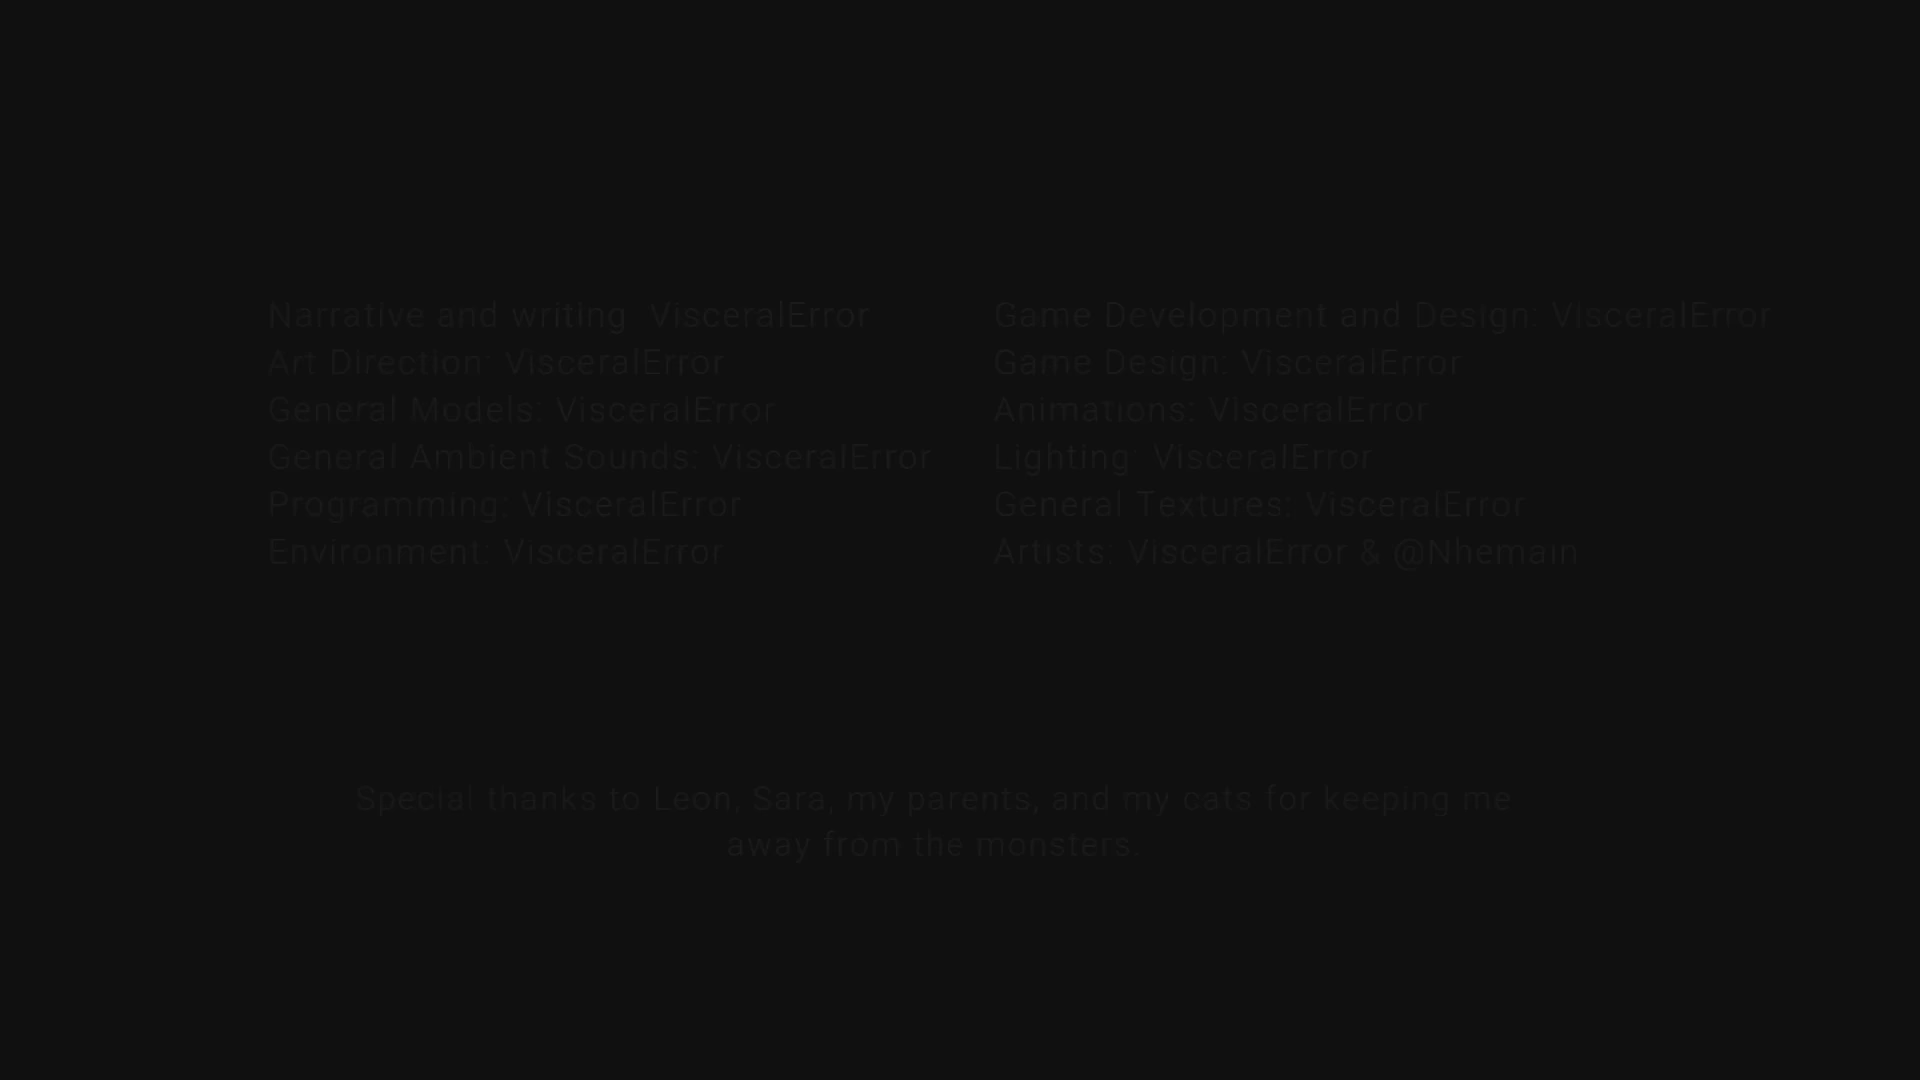 Narrative and writing: VisceralError
Art Direction: VisceralError
General Models: VisceralError
General Ambient Sounds: VisceralError
Programming: VisceralError
Environment: VisceralError
Game Development and Design: VisceralError
Game Design: VisceralError
Animations: VisceralError
Lighting: VisceralError
General Textures: VisceralError
Artists: VisceralError & @Nhemain
Special thanks to Leon, Sara, my parents, and my cats for keeping me
away from the monsters.